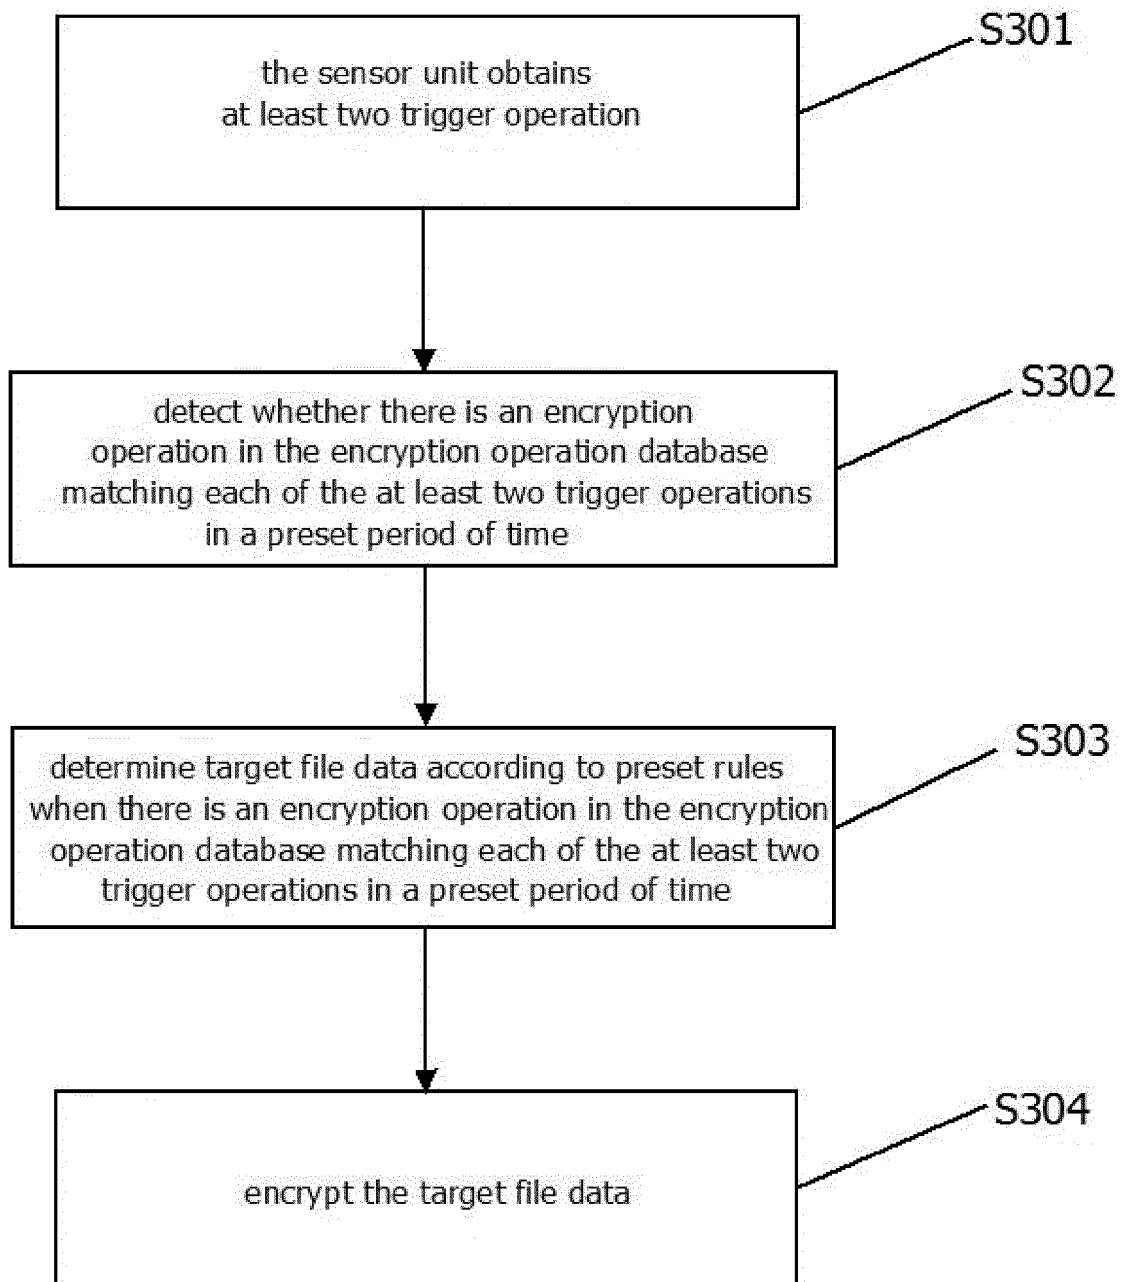 S301
the sensor unit obtains
at least two trigger operation
S302
detect whether there is an encryption
operation in the encryption operation database
matching each of the at least two trigger operations
in a preset period of time
S303
determine target file data according to preset rules
when there is an encryption operation in the encryption
operation database matching each of the at least two
trigger operations in a preset period of time
S304
encrypt the target file data